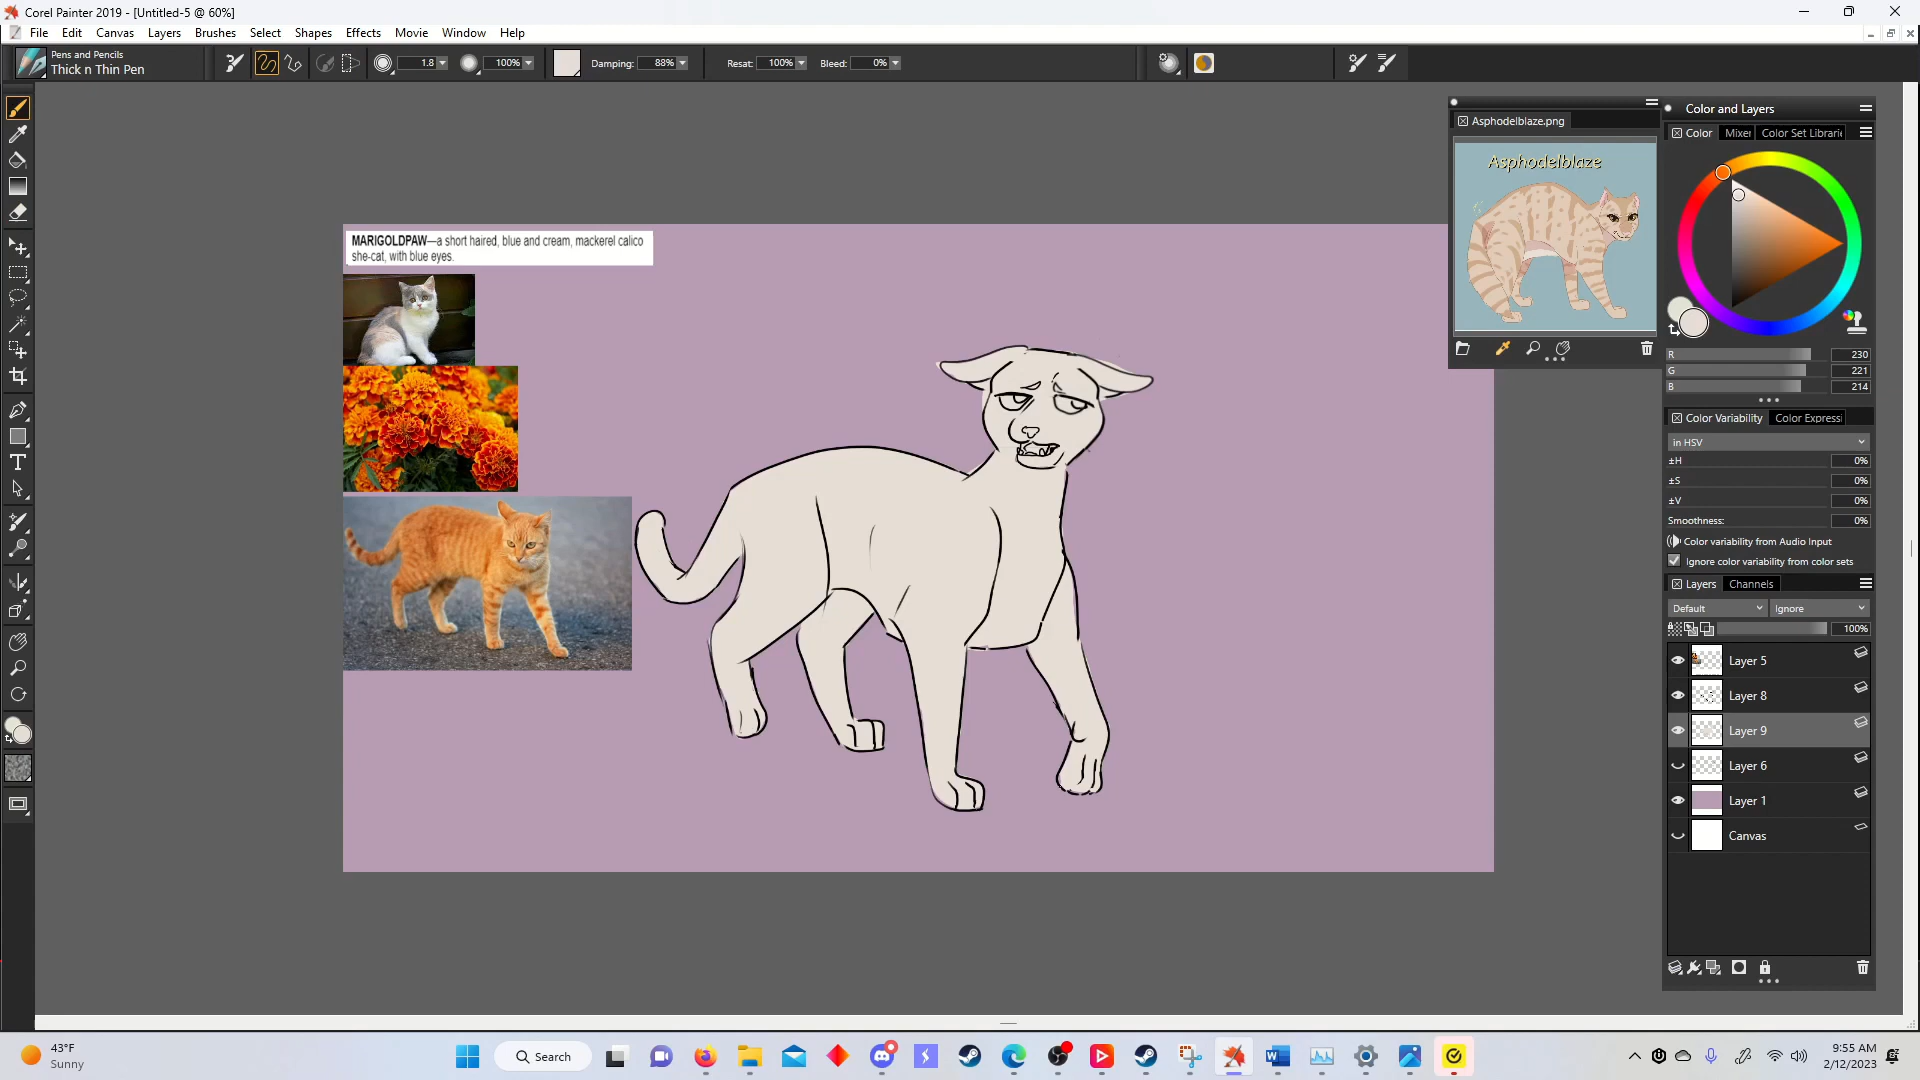 Corel Painter 2019 - [Untitled-5 @ 60%]
File Edit Canvas Layers Brushes Select Shapes Effects Movie Window Help
Pens and Pencils
Thick n Thin Pen
1.8
100%
Damping: 88%
Resat: 100%
Bleed: 0%
Asphodelblaze.png
Asphodelblaze
Color and Layers
Color Mixer Color Set Librarie
MARIGOLDPAW—a short haired, blue and cream, mackerel calico
she-cat, with blue eyes.
R 230
G 221
B 214
Color Variability Color Expressi
in HSV
±H 0%
±S 0%
±V 0%
Smoothness: 0%
Color variability from Audio Input
Ignore color variability from color sets
Layers Channels
Default Ignore
100%
Layer 5
Layer 8
Layer 9
Layer 6
Layer 1
Canvas
43°F
Sunny
Search
9:55 AM
2/12/2023